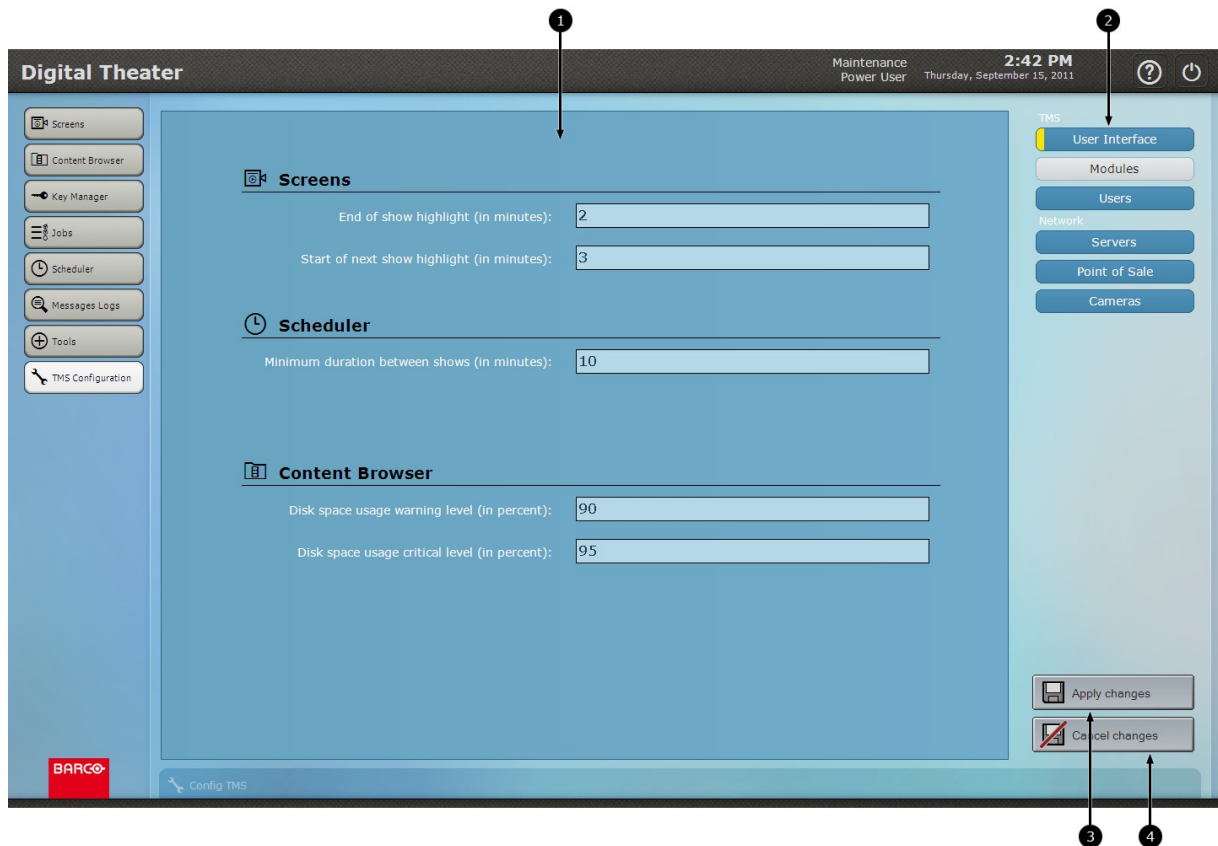 1
2
Digital Theater
Maintenance
Power User
2:42 PM
Thursday, September 15, 2011
?
Screens
Content Browser
Key Manager
Jobs
Scheduler
Messages Logs
Tools
TMS Configuration
Screens
End of show highlight (in minutes): 2
Start of next show highlight (in minutes): 3
Scheduler
Minimum duration between shows (in minutes): 10
Content Browser
Disk space usage warning level (in percent): 90
Disk space usage critical level (in percent): 95
TMS
User Interface
Modules
Users
Network
Servers
Point of Sale
Cameras
Apply changes
Cancel changes
BARCO
Config TMS
3
4